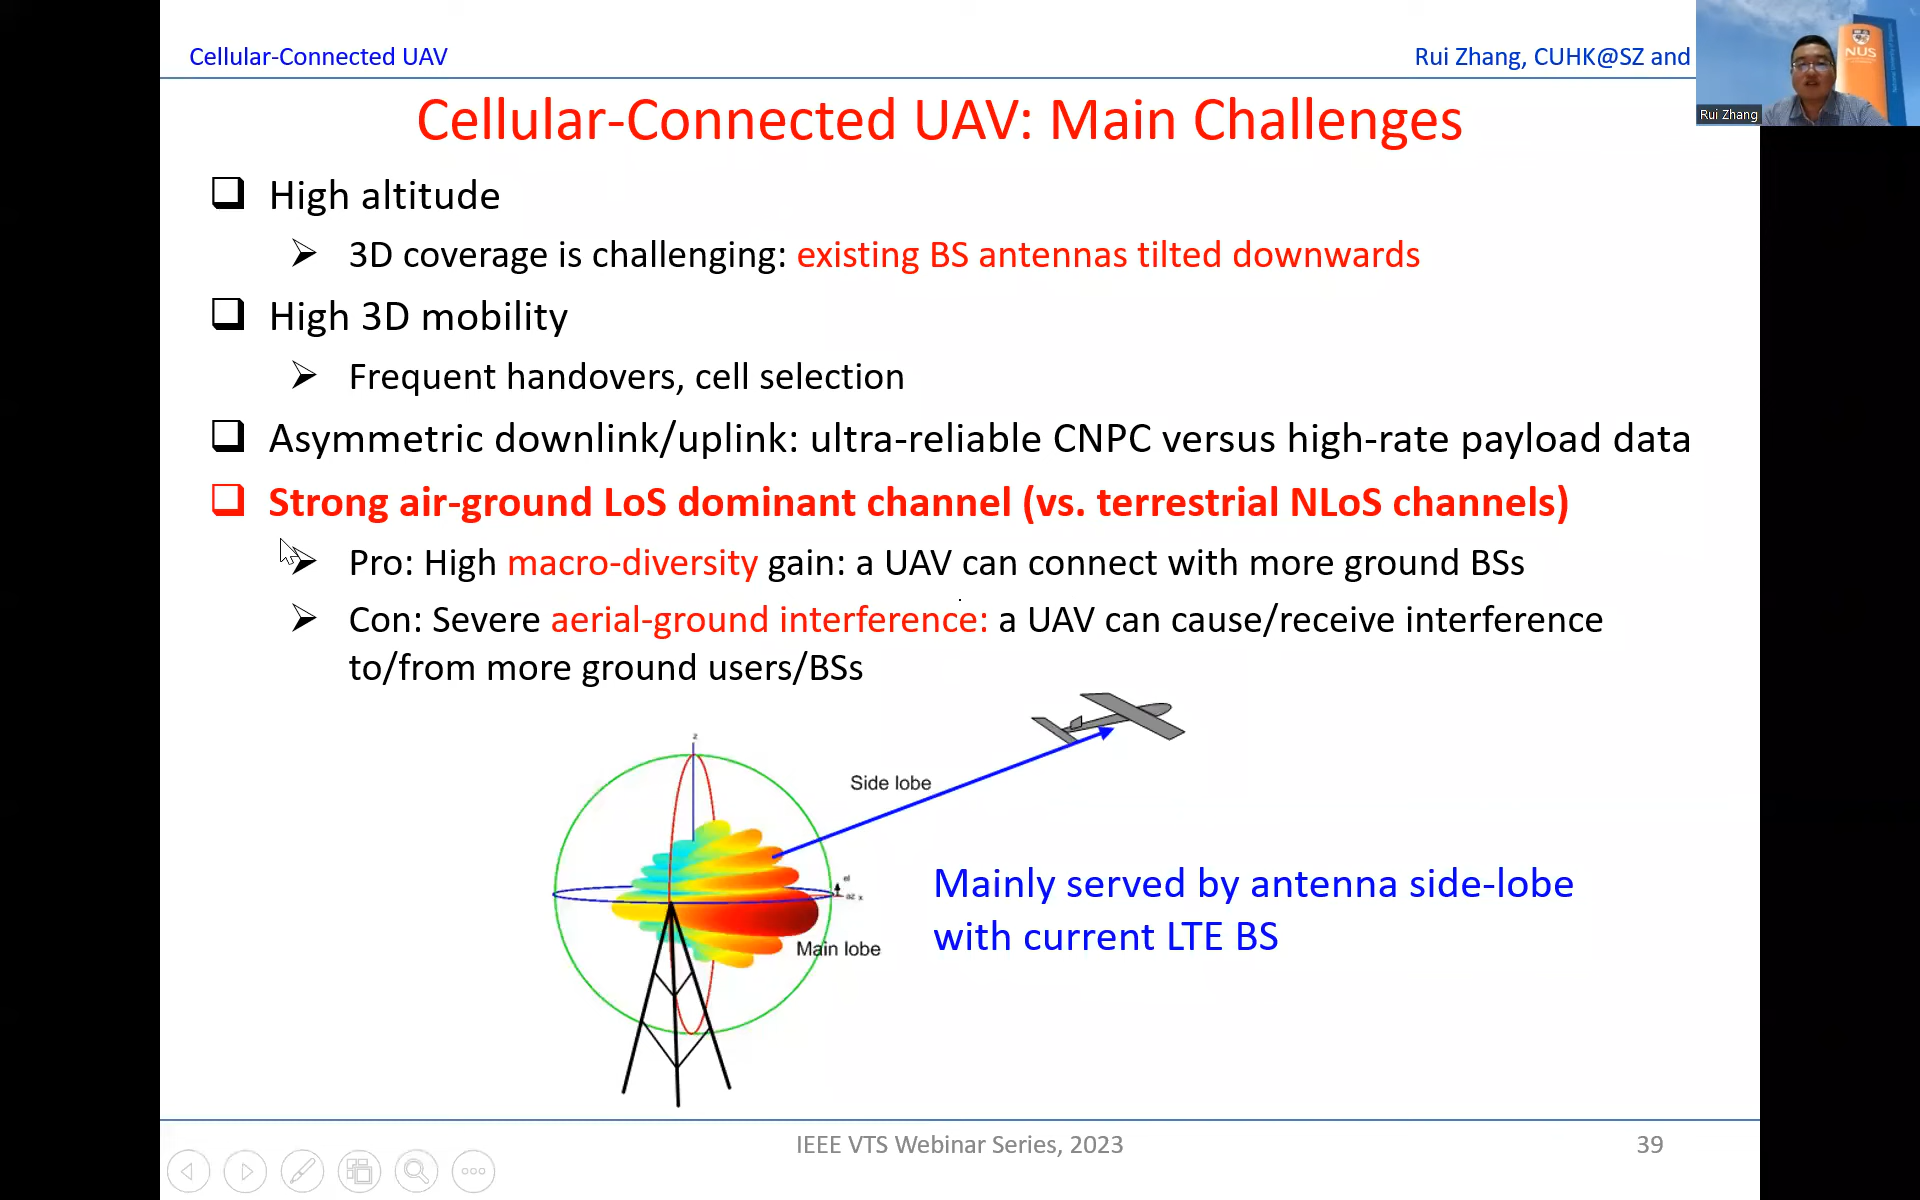 Cellular-Connected UAV
Rui Zhang, CUHK@SZ and
NUS
Rui Zhang
Cellular-Connected UAV: Main Challenges
High altitude
3D coverage is challenging: existing BS antennas tilted downwards
High 3D mobility
Frequent handovers, cell selection
Asymmetric downlink/uplink: ultra-reliable CNPC versus high-rate payload data
Strong air-ground LoS dominant channel (vs. terrestrial NLoS channels)
Pro: High macro-diversity gain: a UAV can connect with more ground BSs
Con: Severe aerial-ground interference: a UAV can cause/receive interference
to/from more ground users/BSs
z
Side lobe
el
az x
Main lobe
Mainly served by antenna side-lobe
with current LTE BS
IEEE VTS Webinar Series, 2023
39